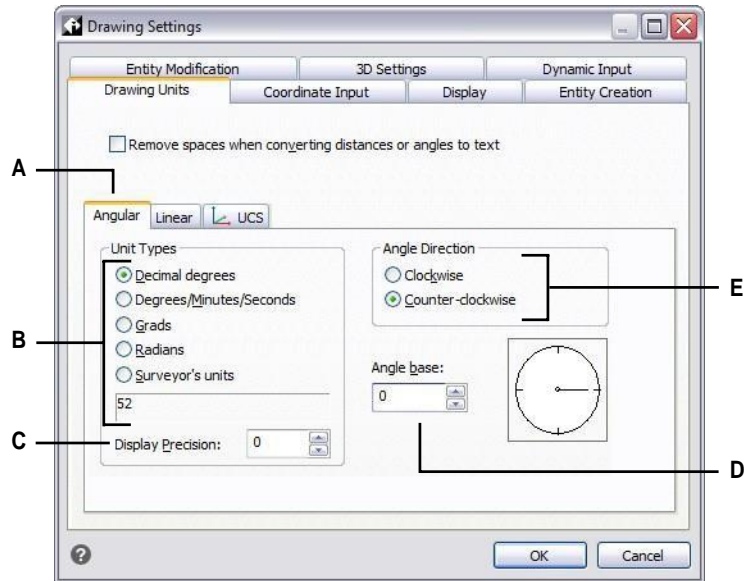 Drawing Settings
Entity Modification 3D Settings Dynamic Input
Drawing Units Coordinate Input Display Entity Creation
Remove spaces when converting distances or angles to text
A
Angular Linear UCS
Unit Types Angle Direction
Decimal degrees Clockwise
Degrees/Minutes/Seconds Counter-clockwise
E
Grads
B
Radians
Angle base:
Surveyor's units
0
52
C
Display Precision: 0
D
?
OK Cancel